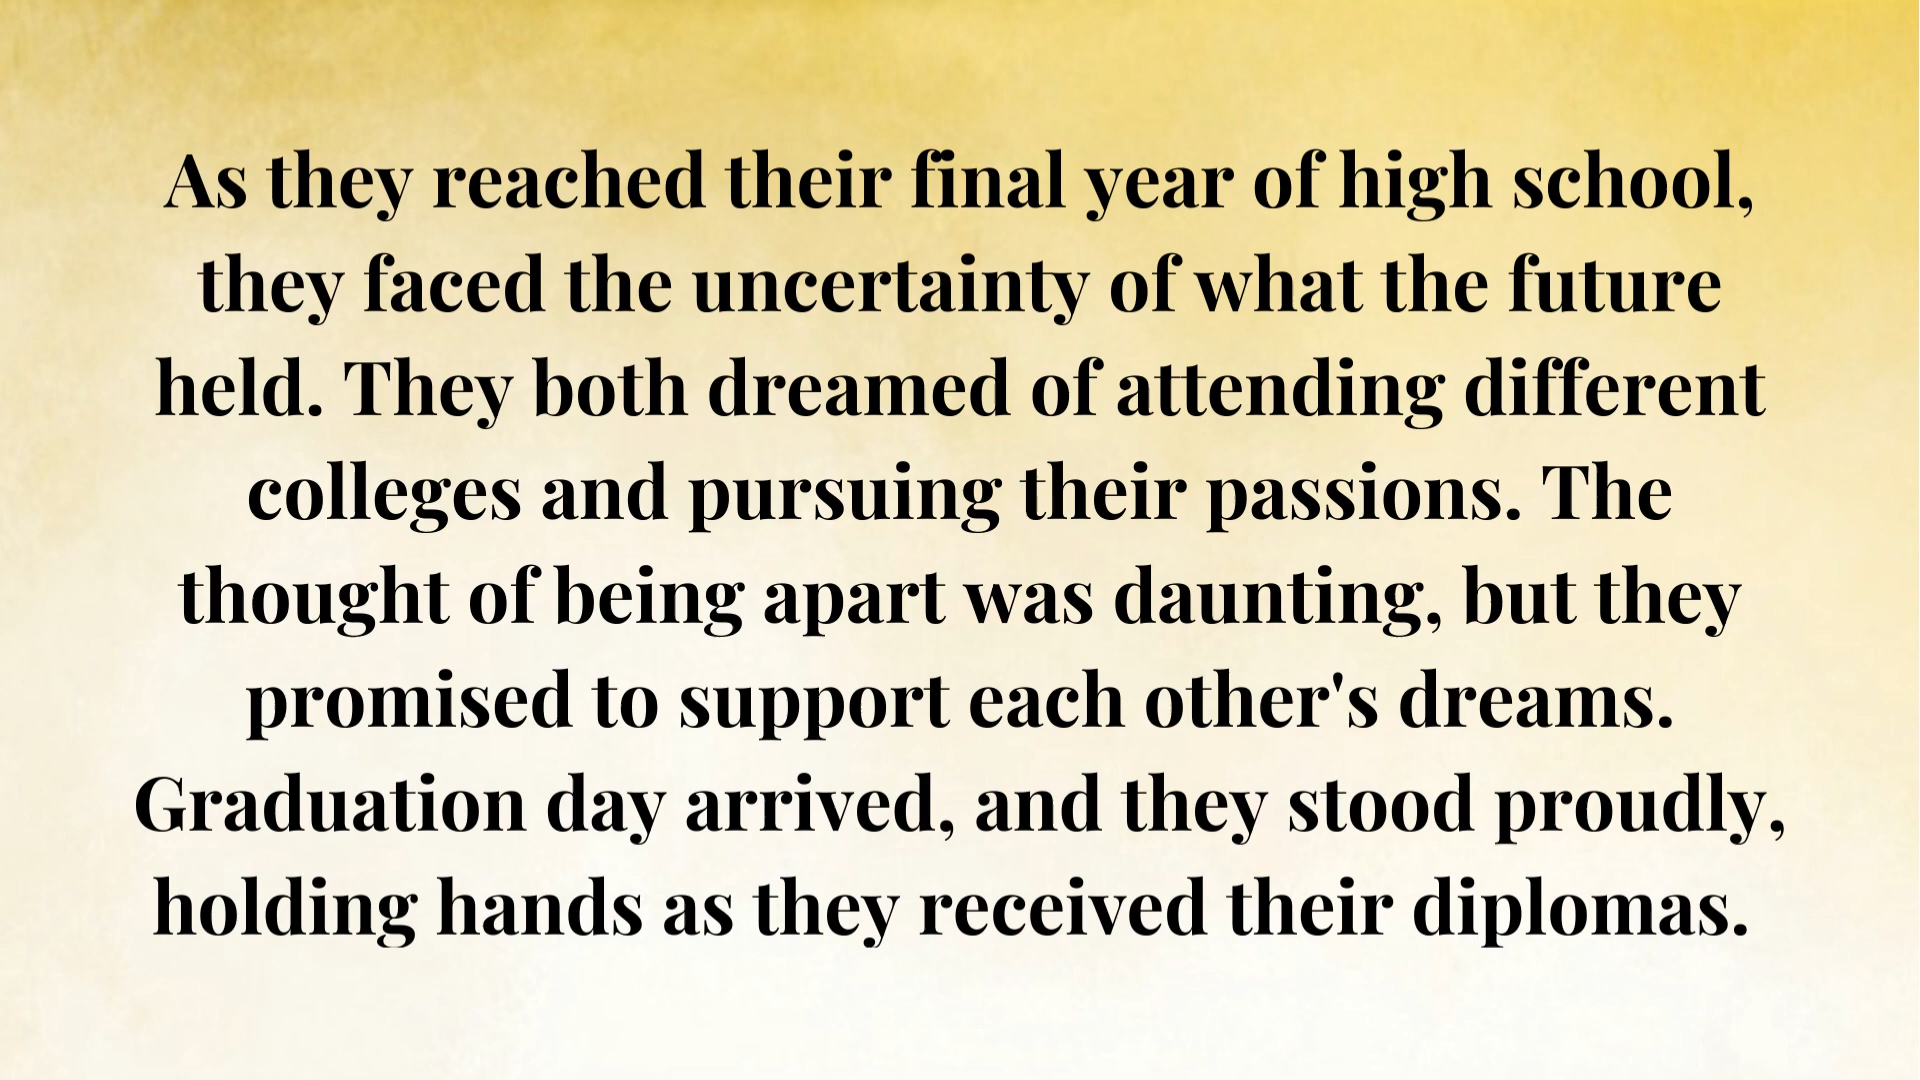 As they reached their final year of high school,
they faced the uncertainty of what the future
held. They both dreamed of attending different
colleges and pursuing their passions. The
thought of being apart was daunting, but they
promised to support each other's dreams.
Graduation day arrived, and they stood proudly,
holding hands as they received their diplomas.